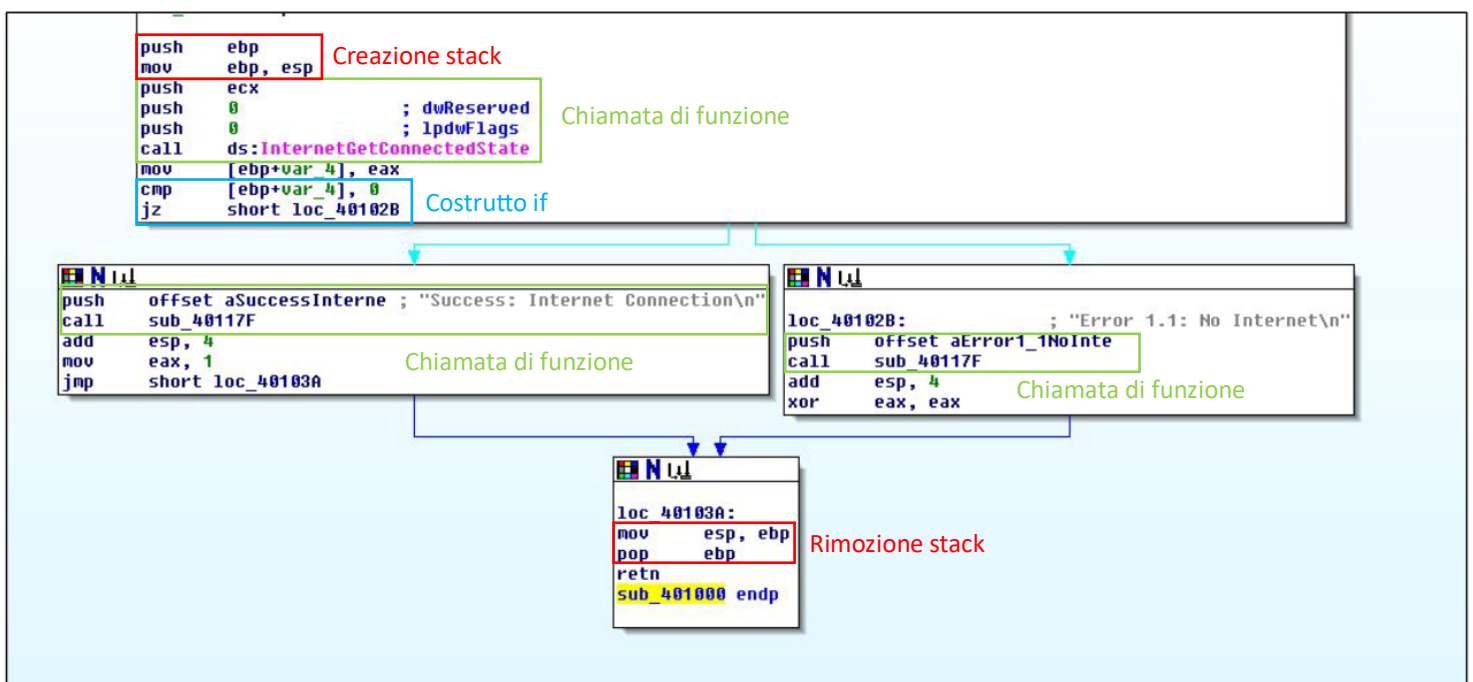 push ebp
mov ebp, esp
Creazione stack
push ecx
push 0 ; dwReserved
push 0 ; lpdwFlags
call ds:InternetGetConnectedState
Chiamata di funzione
mov [ebp+var_4], eax
cmp [ebp+var_4], 0
jz short loc_40102B
Costrutto if
push offset aSuccessInterne ; "Success: Internet Connection\n"
call sub_40117F
add esp, 4
mov eax, 1
jmp short loc_40103A
Chiamata di funzione
loc_40102B: ; "Error 1.1: No Internet\n"
push offset aError1_1NoInte
call sub_40117F
add esp, 4
xor eax, eax
Chiamata di funzione
loc_40103A:
mov esp, ebp
pop ebp
Rimozione stack
retn
sub_401000 endp